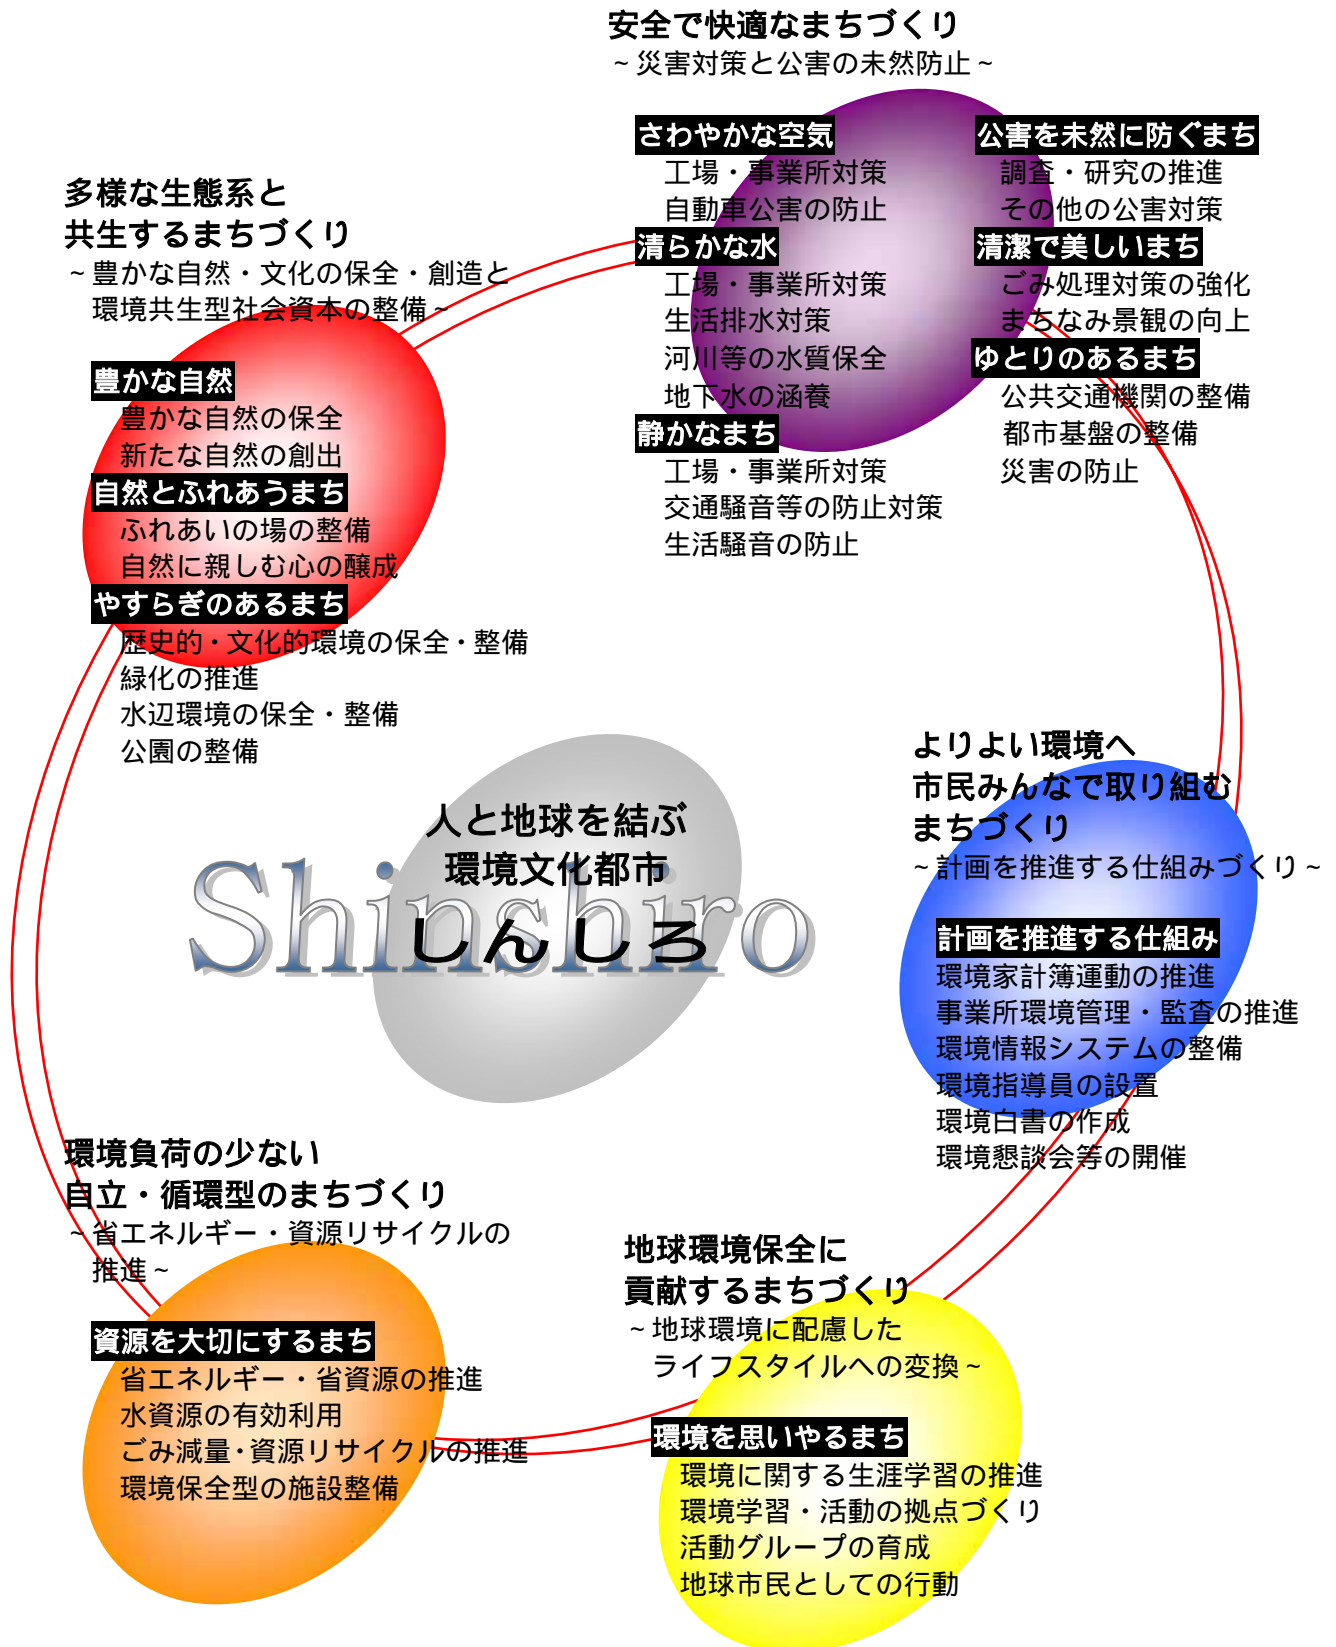 安全で快適なまちづくり
~災害対策と公害の未然防止~
さわやかな空気
工場・事業所対策
自動車公害の防止
清らかな水
工場・事業所対策
生活排水対策
河川等の水質保全
地下水の涵養
静かなまち
工場・事業所対策
交通騒音等の防止対策
生活騒音の防止
公害を未然に防ぐまち
調査・研究の推進
その他の公害対策
清潔で美しいまち
ごみ処理対策の強化
まちなみ景観の向上
ゆとりのあるまち
公共交通機関の整備
都市基盤の整備
災害の防止
多様な生態系と
共生するまちづくり
~豊かな自然・文化の保全・創造と
環境共生型社会資本の整備~
豊かな自然
豊かな自然の保全
新たな自然の創出
自然とふれあうまち
ふれあいの場の整備
自然に親しむ心の醸成
やすらぎのあるまち
歴史的・文化的環境の保全・整備
緑化の推進
水辺環境の保全・整備
公園の整備
人と地球を結ぶ
環境文化都市
Shinshiro
しんしろ
よりよい環境へ
市民みんなで取り組む
まちづくり
~計画を推進する仕組みづくり~
計画を推進する仕組み
環境家計簿運動の推進
事業所環境管理・監査の推進
環境情報システムの整備
環境指導員の設置
環境白書の作成
環境懇談会等の開催
環境負荷の少ない
自立・循環型のまちづくり
~省エネルギー・資源リサイクルの
推進~
資源を大切にするまち
省エネルギー・省資源の推進
水資源の有効利用
ごみ減量・資源リサイクルの推進
環境保全型の施設整備
地球環境保全に
貢献するまちづくり
~地球環境に配慮した
ライフスタイルへの変換~
環境を思いやるまち
環境に関する生涯学習の推進
環境学習・活動の拠点づくり
活動グループの育成
地球市民としての行動